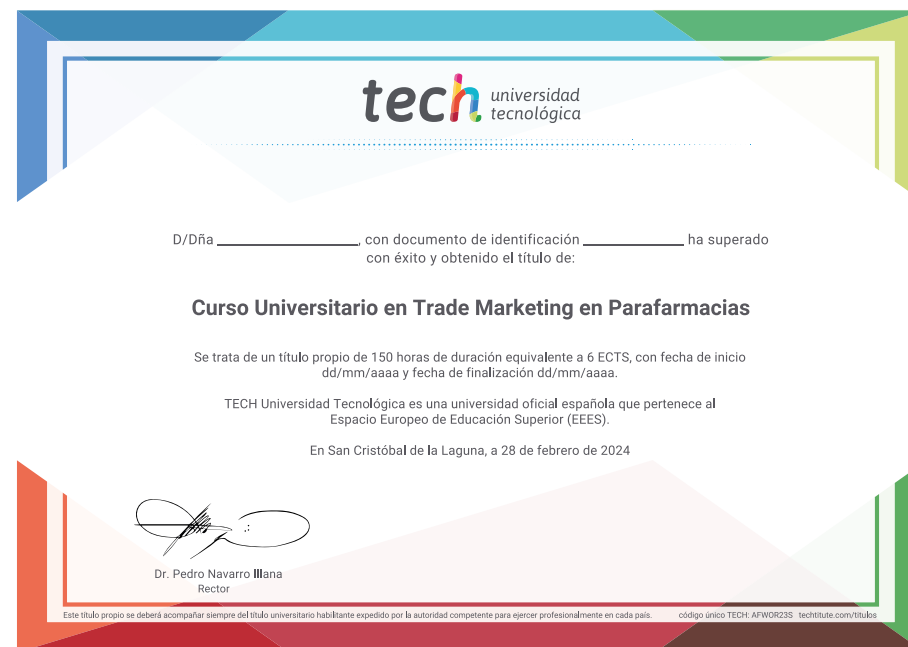 tech universidad
tecnológica
D/Dña ____________________, con documento de identificación ______________ ha superado
con éxito y obtenido el título de:
Curso Universitario en Trade Marketing en Parafarmacias
Se trata de un título propio de 150 horas de duración equivalente a 6 ECTS, con fecha de inicio
dd/mm/aaaa y fecha de finalización dd/mm/aaaa.
TECH Universidad Tecnológica es una universidad oficial española que pertenece al
Espacio Europeo de Educación Superior (EEES).
En San Cristóbal de la Laguna, a 28 de febrero de 2024
Dr. Pedro Navarro Illana
Rector
Este título propio se deberá acompañar siempre del título universitario habilitante expedido por la autoridad competente para ejercer profesionalmente en cada país. código único TECH: AFWOR23S techtitute.com/titulos